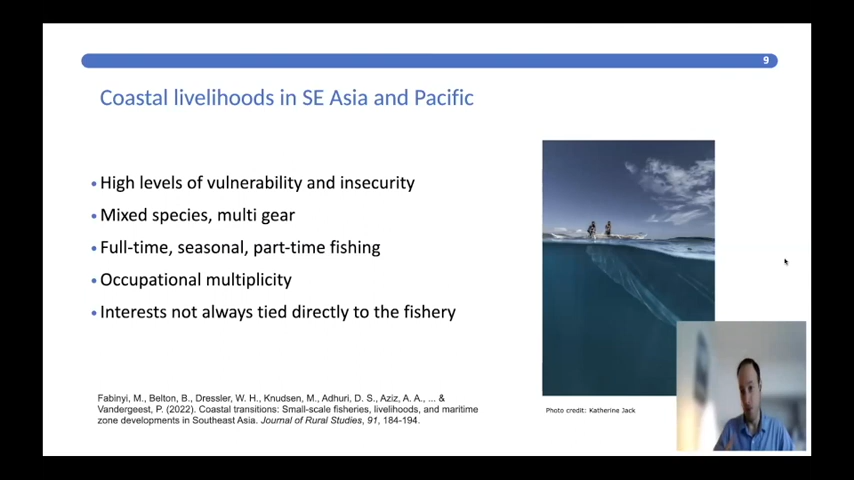 9
Coastal livelihoods in SE Asia and Pacific
• High levels of vulnerability and insecurity
• Mixed species, multi gear
• Full-time, seasonal, part-time fishing
• Occupational multiplicity
• Interests not always tied directly to the fishery
Fabinyi, M., Belton, B., Dressler, W. H., Knudsen, M., Adhuri, D. S., Aziz, A. A., ... &
Vandergeest, P. (2022). Coastal transitions: Small-scale fisheries, livelihoods, and maritime
zone developments in Southeast Asia. Journal of Rural Studies, 91, 184-194.
Photo credit: Katherine Jack